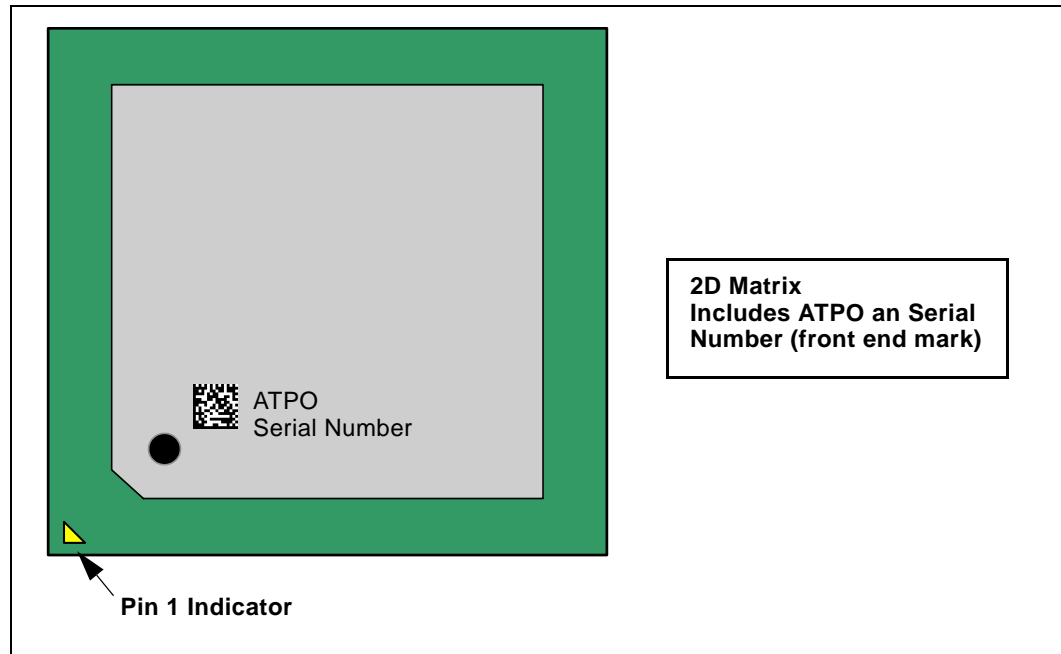 2D Matrix
Includes ATPO an Serial
Number (front end mark)
ATPO
Serial Number
Pin 1 Indicator